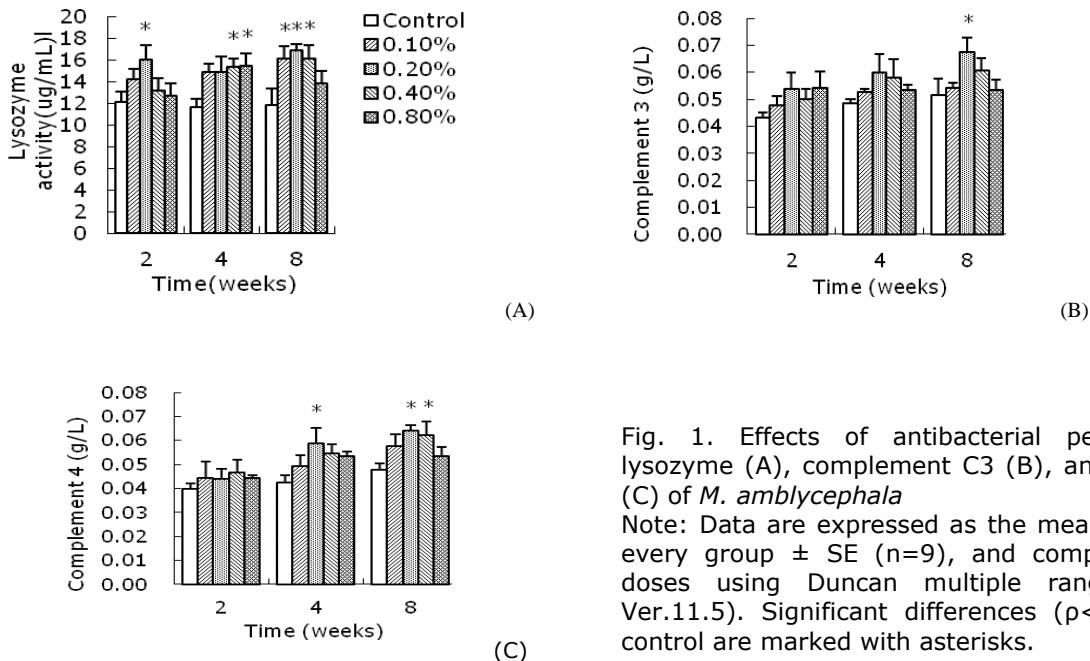 20
18
16
14
12
10
8
6
4
2
0
Lysozyme
activity(ug/mL)l
* *** ***
2 4 8
Time(weeks)
Control
0.10%
0.20%
0.40%
0.80%
(A)
0.08
0.07
0.06
0.05
0.04
0.03
0.02
0.01
0.00
Complement 3 (g/L)
*
2 4 8
Time (weeks)
(B)
0.08
0.07
0.06
0.05
0.04
0.03
0.02
0.01
0.00
Complement 4 (g/L)
* * *
2 4 8
Time (weeks)
(C)
Fig. 1. Effects of antibacterial pe
lysozyme (A), complement C3 (B), an
(C) of M. amblycephala
Note: Data are expressed as the mea
every group ± SE (n=9), and comp
doses using Duncan multiple rang
Ver.11.5). Significant differences (ρ<
control are marked with asterisks.